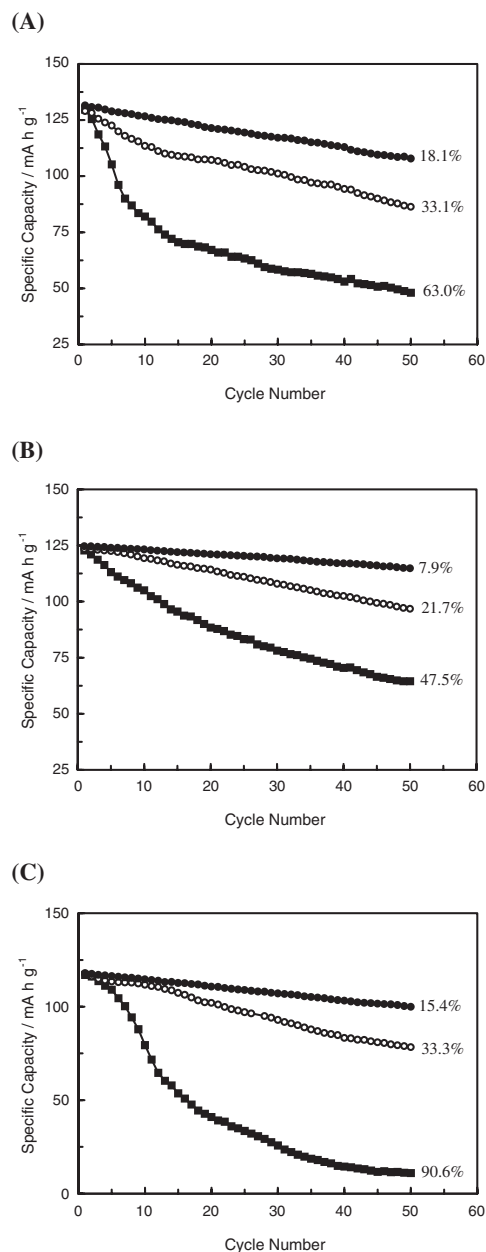 (A)
150
125
100
75
50
25
Specific Capacity / mA h g⁻¹
18.1%
33.1%
63.0%
0 10 20 30 40 50 60
Cycle Number
(B)
150
125
100
75
50
25
Specific Capacity / mA h g⁻¹
7.9%
21.7%
47.5%
0 10 20 30 40 50 60
Cycle Number
(C)
150
100
50
0
Specific Capacity / mA h g⁻¹
15.4%
33.3%
90.6%
0 10 20 30 40 50 60
Cycle Number